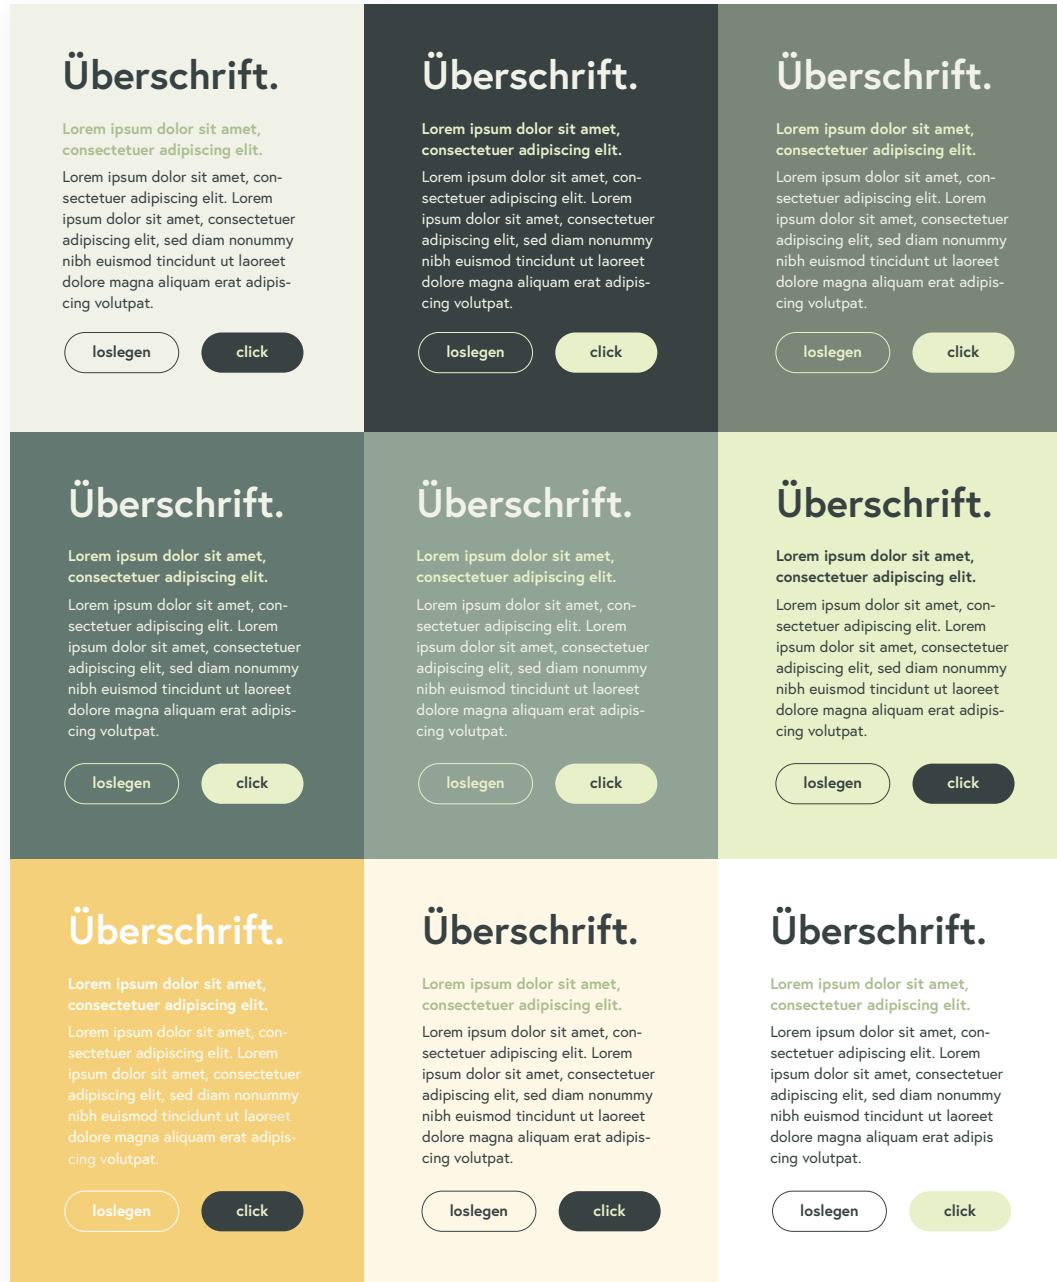 Überschrift.
Lorem ipsum dolor sit amet,
consectetuer adipiscing elit.
Lorem ipsum dolor sit amet, con-
sectetuer adipiscing elit. Lorem
ipsum dolor sit amet, consectetuer
adipiscing elit, sed diam nonummy
nibh euismod tincidunt ut laoreet
dolore magna aliquam erat adipis-
cing volutpat.
loslegen
click
Überschrift.
Lorem ipsum dolor sit amet,
consectetuer adipiscing elit.
Lorem ipsum dolor sit amet, con-
sectetuer adipiscing elit. Lorem
ipsum dolor sit amet, consectetuer
adipiscing elit, sed diam nonummy
nibh euismod tincidunt ut laoreet
dolore magna aliquam erat adipis-
cing volutpat.
loslegen
click
Überschrift.
Lorem ipsum dolor sit amet,
consectetuer adipiscing elit.
Lorem ipsum dolor sit amet, con-
sectetuer adipiscing elit. Lorem
ipsum dolor sit amet, consectetuer
adipiscing elit, sed diam nonummy
nibh euismod tincidunt ut laoreet
dolore magna aliquam erat adipis-
cing volutpat.
loslegen
click
Überschrift.
Lorem ipsum dolor sit amet,
consectetuer adipiscing elit.
Lorem ipsum dolor sit amet, con-
sectetuer adipiscing elit. Lorem
ipsum dolor sit amet, consectetuer
adipiscing elit, sed diam nonummy
nibh euismod tincidunt ut laoreet
dolore magna aliquam erat adipis-
cing volutpat.
loslegen
click
Überschrift.
Lorem ipsum dolor sit amet,
consectetuer adipiscing elit.
Lorem ipsum dolor sit amet, con-
sectetuer adipiscing elit. Lorem
ipsum dolor sit amet, consectetuer
adipiscing elit, sed diam nonummy
nibh euismod tincidunt ut laoreet
dolore magna aliquam erat adipis-
cing volutpat.
loslegen
click
Überschrift.
Lorem ipsum dolor sit amet,
consectetuer adipiscing elit.
Lorem ipsum dolor sit amet, con-
sectetuer adipiscing elit. Lorem
ipsum dolor sit amet, consectetuer
adipiscing elit, sed diam nonummy
nibh euismod tincidunt ut laoreet
dolore magna aliquam erat adipis-
cing volutpat.
loslegen
click
Überschrift.
Lorem ipsum dolor sit amet,
consectetuer adipiscing elit.
Lorem ipsum dolor sit amet, con-
sectetuer adipiscing elit. Lorem
ipsum dolor sit amet, consectetuer
adipiscing elit, sed diam nonummy
nibh euismod tincidunt ut laoreet
dolore magna aliquam erat adipis-
cing volutpat.
loslegen
click
Überschrift.
Lorem ipsum dolor sit amet,
consectetuer adipiscing elit.
Lorem ipsum dolor sit amet, con-
sectetuer adipiscing elit. Lorem
ipsum dolor sit amet, consectetuer
adipiscing elit, sed diam nonummy
nibh euismod tincidunt ut laoreet
dolore magna aliquam erat adipis-
cing volutpat.
loslegen
click
Überschrift.
Lorem ipsum dolor sit amet,
consectetuer adipiscing elit.
Lorem ipsum dolor sit amet, con-
sectetuer adipiscing elit. Lorem
ipsum dolor sit amet, consectetuer
adipiscing elit, sed diam nonummy
nibh euismod tincidunt ut laoreet
dolore magna aliquam erat adipis
cing volutpat.
loslegen
click